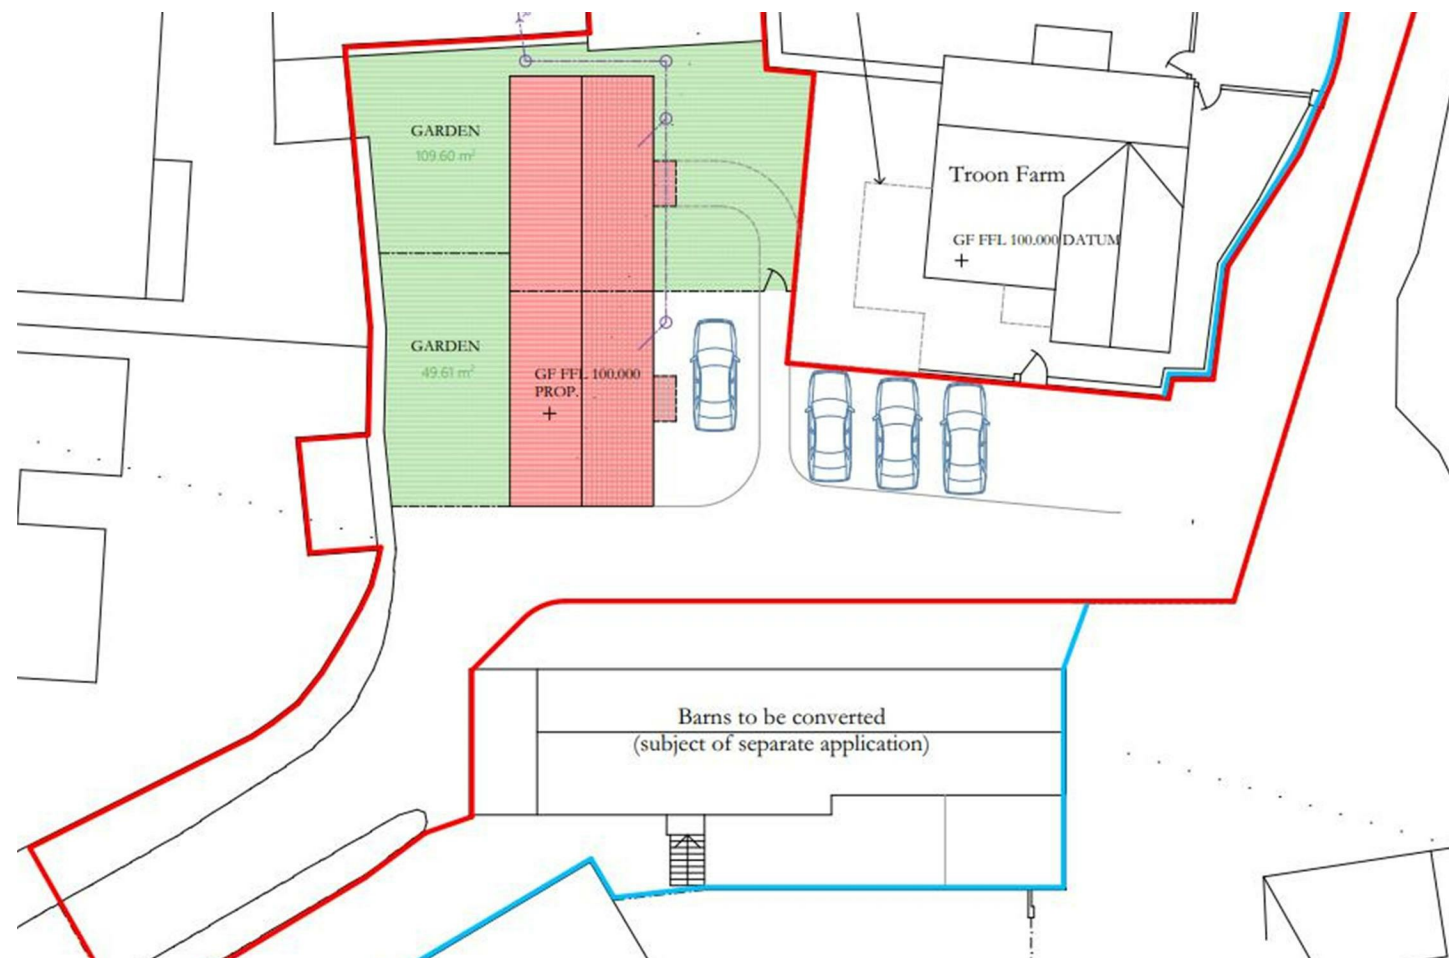 GARDEN
109.60 m²
Troon Farm
GF FFL 100.000 DATUM
GARDEN
49.61 m²
GF FFL 100.000
PROP.
Barns to be converted
(subject of separate application)